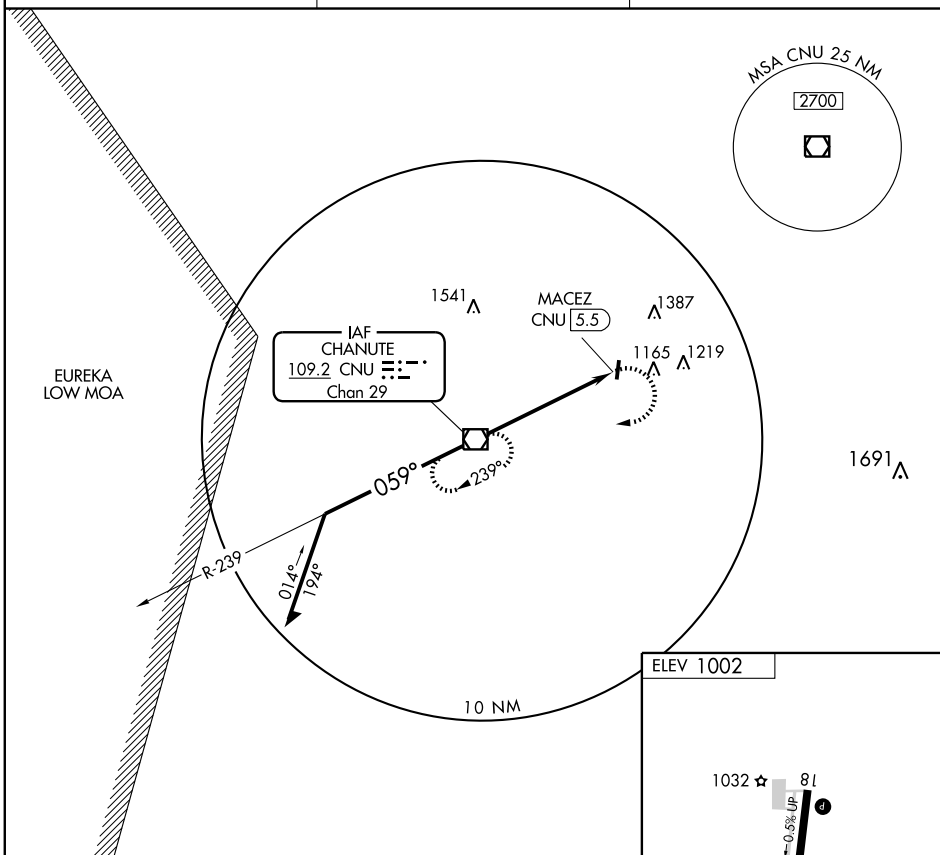 MSA CNU 25 NM
2700
1541
MACEZ
CNU 5.5
1387
1165
1219
IAF
CHANUTE
109.2 CNU
Chan 29
EUREKA
LOW MOA
1691
059°
239°
R-239
014°
194°
10 NM
ELEV 1002
1032
18
0.5% UP
P